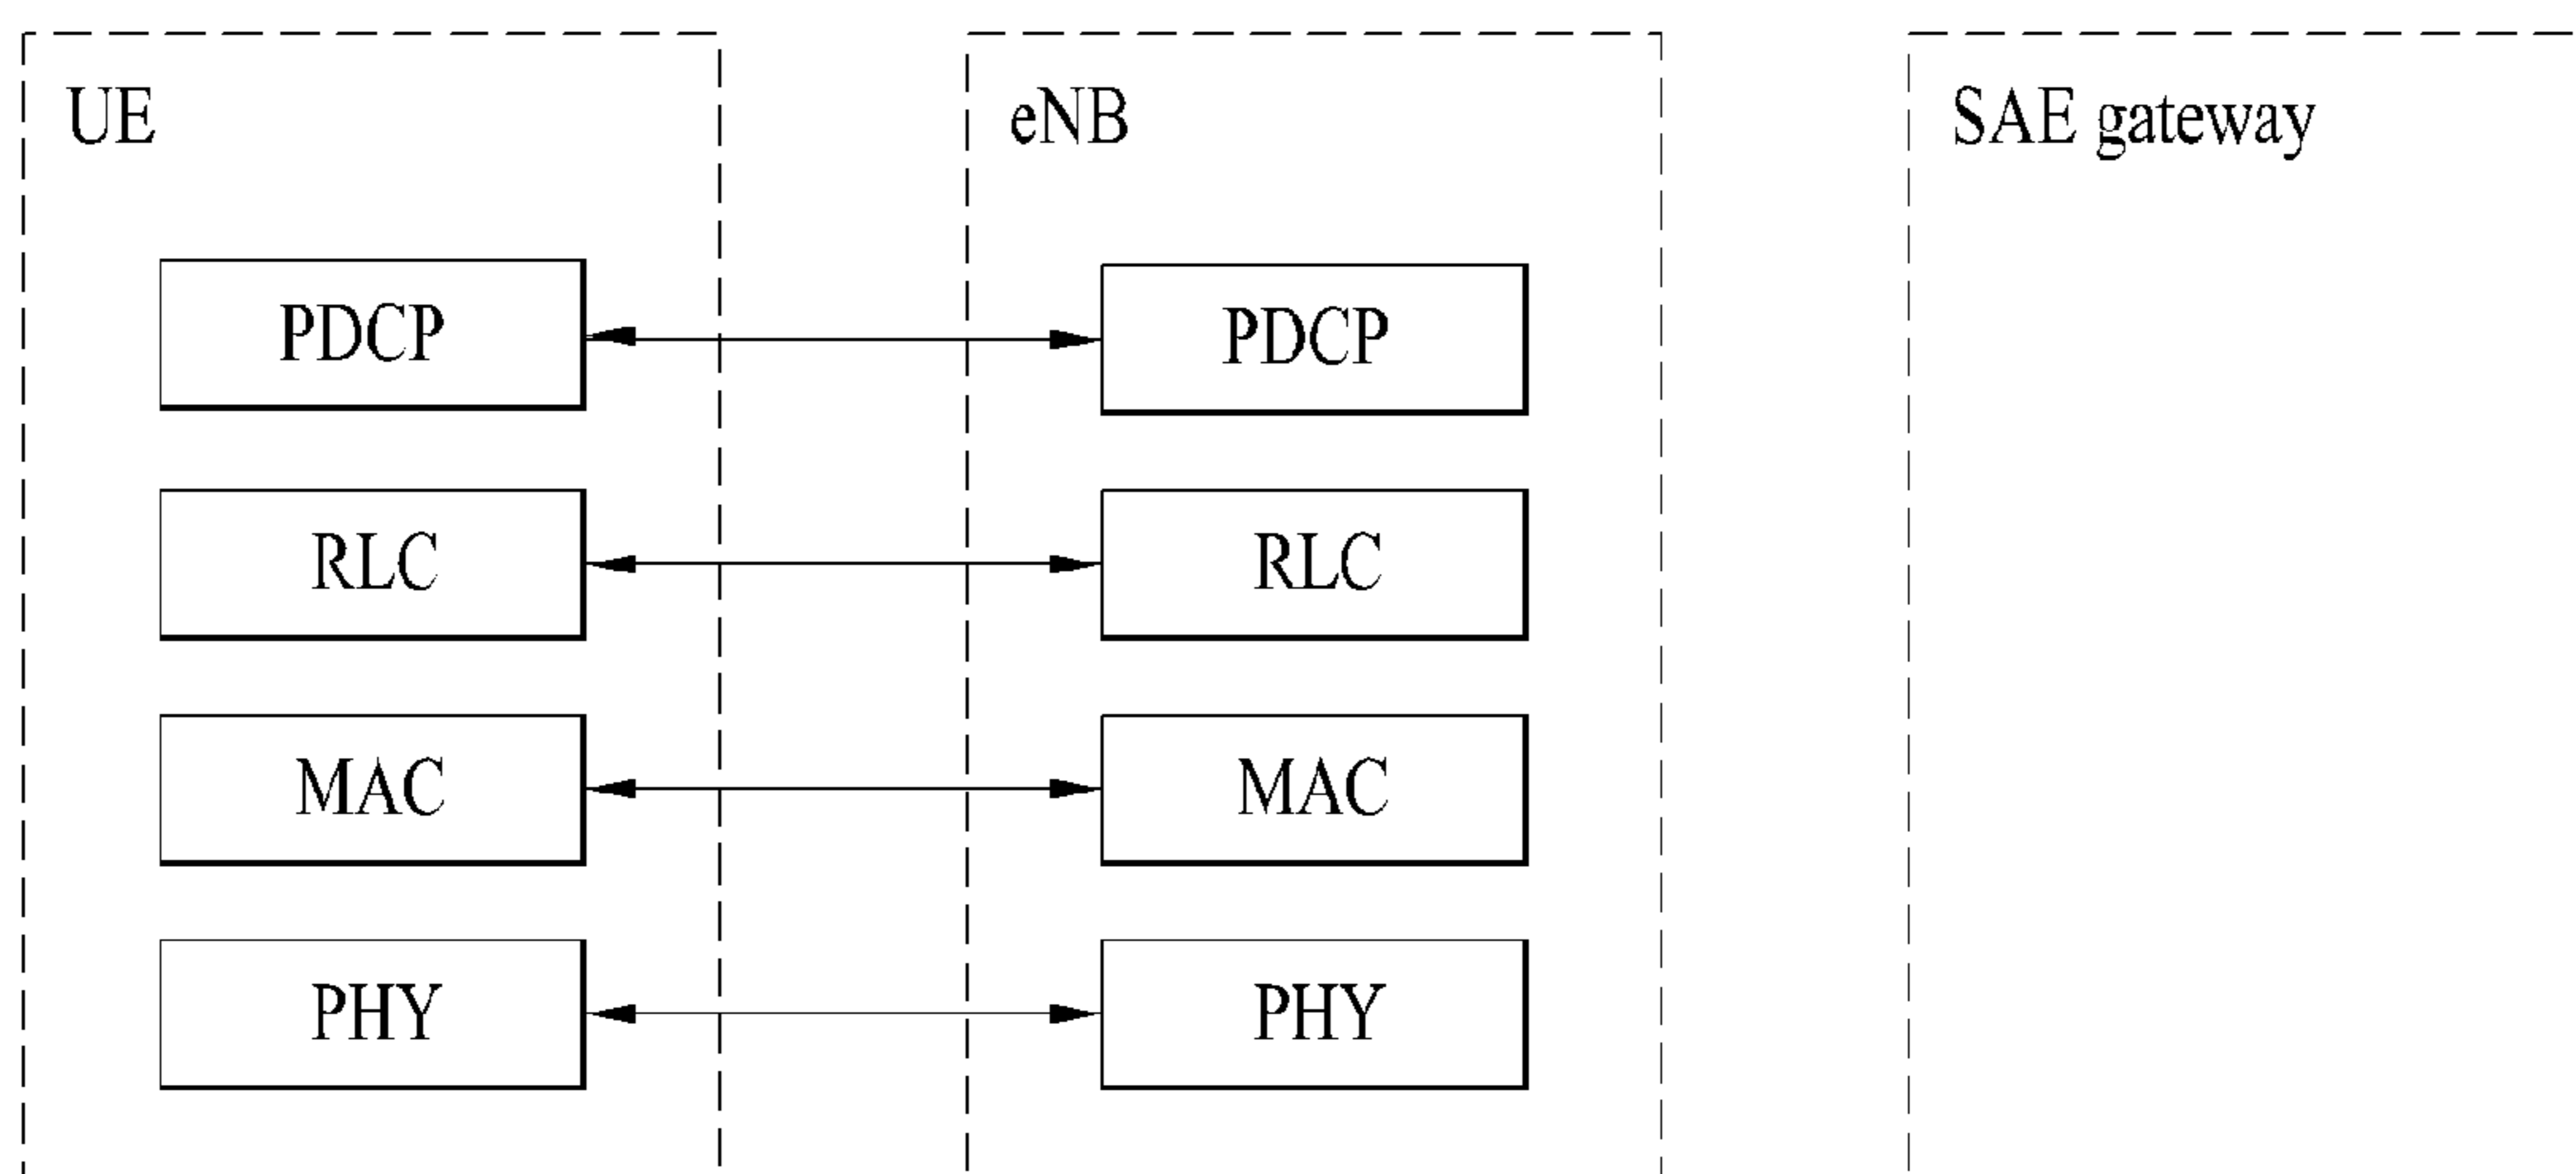 UE
eNB
SAE gateway
PDCP
PDCP
RLC
RLC
MAC
MAC
PHY
PHY